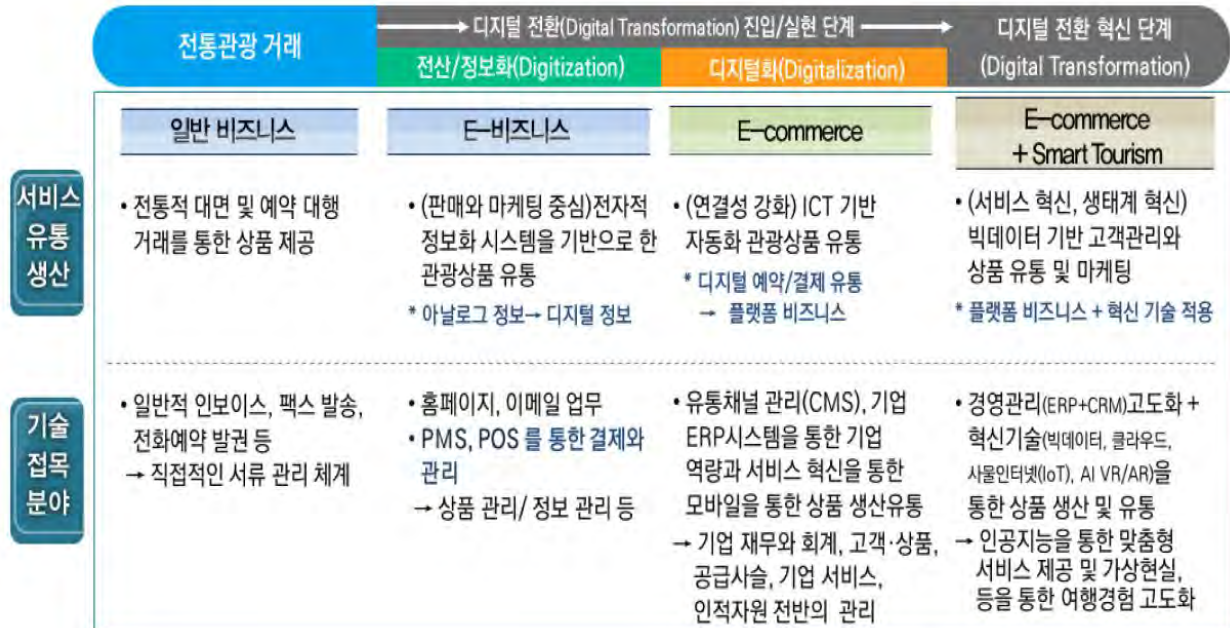 전통관광 거래
디지털 전환(Digital Transformation) 진입/실현 단계
전산/정보화(Digitization)
디지털화(Digitalization)
디지털 전환 혁신 단계
(Digital Transformation)
일반 비즈니스
E-비즈니스
E-commerce
E-commerce
+ Smart Tourism
서비스
유통
생산
• 전통적 대면 및 예약 대행
거래를 통한 상품 제공
• (판매와 마케팅 중심)전자적
정보화 시스템을 기반으로 한
관광상품 유통
* 아날로그 정보→ 디지털 정보
• (연결성 강화) ICT 기반
자동화 관광상품 유통
* 디지털 예약/결제 유통
→ 플랫폼 비즈니스
• (서비스 혁신, 생태계 혁신)
빅데이터 기반 고객관리와
상품 유통 및 마케팅
* 플랫폼 비즈니스 + 혁신 기술 적용
기술
접목
분야
• 일반적 인보이스, 팩스 발송,
전화예약 발권 등
→ 직접적인 서류 관리 체계
• 홈페이지, 이메일 업무
• PMS, POS 를 통한 결제와
관리
→ 상품 관리/ 정보 관리 등
• 유통채널 관리(CMS), 기업
ERP시스템을 통한 기업
역량과 서비스 혁신을 통한
모바일을 통한 상품 생산유통
→ 기업 재무와 회계, 고객·상품,
공급사슬, 기업 서비스,
인적자원 전반의 관리
• 경영관리(ERP+CRM)고도화 +
혁신기술(빅데이터, 클라우드,
사물인터넷(IoT), AI VR/AR)을
통한 상품 생산 및 유통
→ 인공지능을 통한 맞춤형
서비스 제공 및 가상현실,
등을 통한 여행경험 고도화